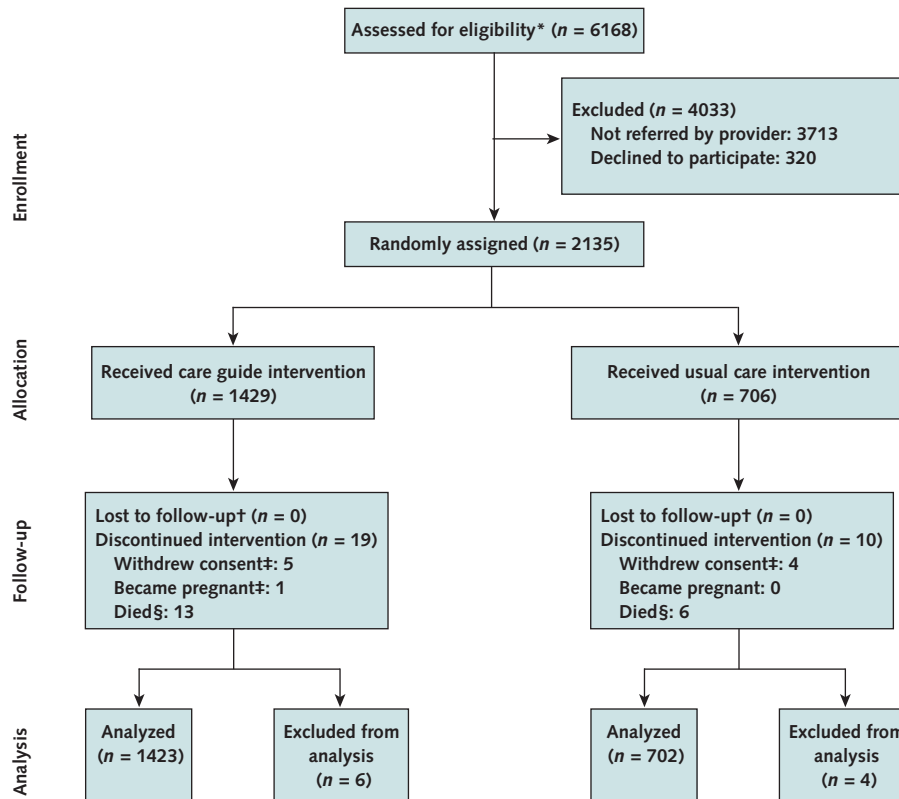 Assessed for eligibility* (n = 6168)
Excluded (n = 4033)
Not referred by provider: 3713
Declined to participate: 320
Enrollment
Randomly assigned (n = 2135)
Allocation
Received care guide intervention
(n = 1429)
Received usual care intervention
(n = 706)
Follow-up
Lost to follow-up† (n = 0)
Discontinued intervention (n = 19)
Withdrew consent‡: 5
Became pregnant‡: 1
Died§: 13
Lost to follow-up† (n = 0)
Discontinued intervention (n = 10)
Withdrew consent‡: 4
Became pregnant: 0
Died§: 6
Analysis
Analyzed
(n = 1423)
Excluded from
analysis
(n = 6)
Analyzed
(n = 702)
Excluded from
analysis
(n = 4)